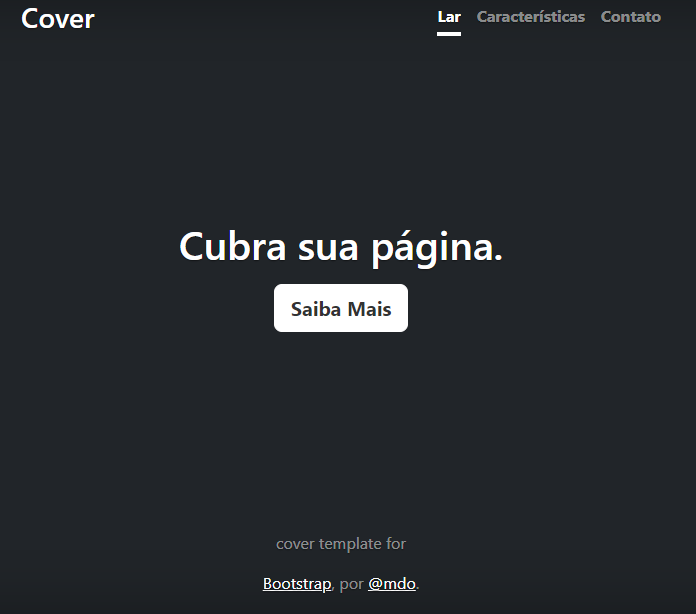 Cover
Lar Características Contato
Cubra sua página.
Saiba Mais
cover template for
Bootstrap, por @mdo.